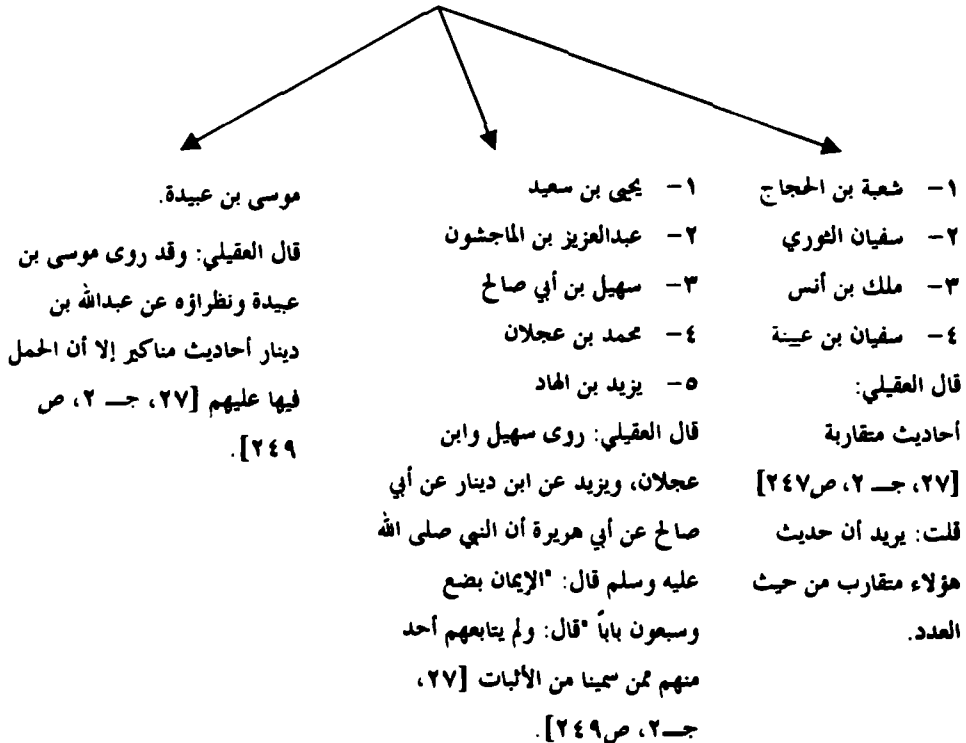 ١- شعبة بن الحجاج
٢- سفيان الثوري
٣- ملك بن أنس
٤- سفيان بن عيينة
قال العقيلي:
أحاديث متقاربة
[٢٧، جـ ٢، ص٢٤٧]
قلت: يريد أن حديث
هؤلاء متقارب من حيث
العدد.
١- يحيى بن سعيد
٢- عبدالعزيز بن الماجشون
٣- سهيل بن أبي صالح
٤- محمد بن عجلان
٥- يزيد بن الهاد
قال العقيلي: روى سهيل وابن
عجلان، ويزيد عن ابن دينار عن أبي
صالح عن أبي هريرة أن النبي صلى الله
عليه وسلم قال: "الإيمان بضع
وسبعون باباً "قال: ولم يتابعهم أحد
منهم ممن سمينا من الأثبات [٢٧،
جـ٢، ص٢٤٩].
موسى بن عبيدة.
قال العقيلي: وقد روى موسى بن
عبيدة ونظراؤه عن عبدالله بن
دينار أحاديث مناكير إلا أن الحمل
فيها عليهم [٢٧، جـ ٢، ص
٢٤٩].